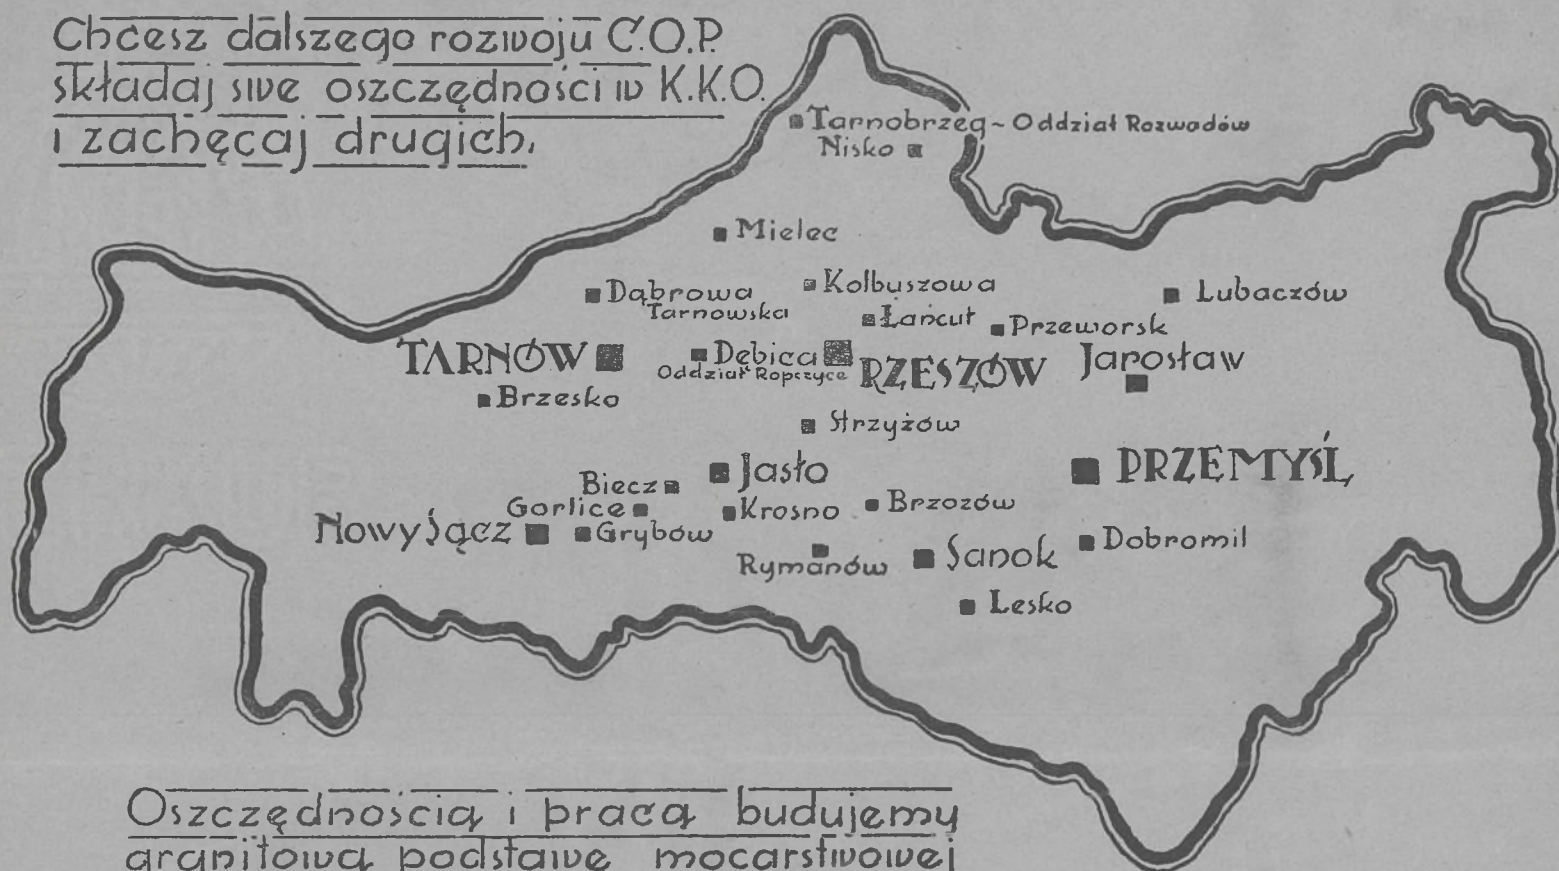 Chcesz dalszego rozwoju C.O.P.
składaj swe oszczędności w K.K.O.
i zachęcaj drugich.
Tarnobrzeg ~ Oddział Rozwadów
Nisko
Mielec
Dąbrowa
Tarnowska
Kolbuszowa
Łańcut
Przeworsk
Lubaczów
TARNÓW
Dębica
Oddział Ropczyce
RZESZÓW
Jarosław
Brzesko
Strzyżów
Jasło
PRZEMYŚL
Biecz
Gorlice
Krosno
Brzozów
Nowy Sącz
Grybów
Rymanów
Sanok
Dobromil
Lesko
Oszczędnością i pracą budujemy
granitową podstawę mocarstwowej